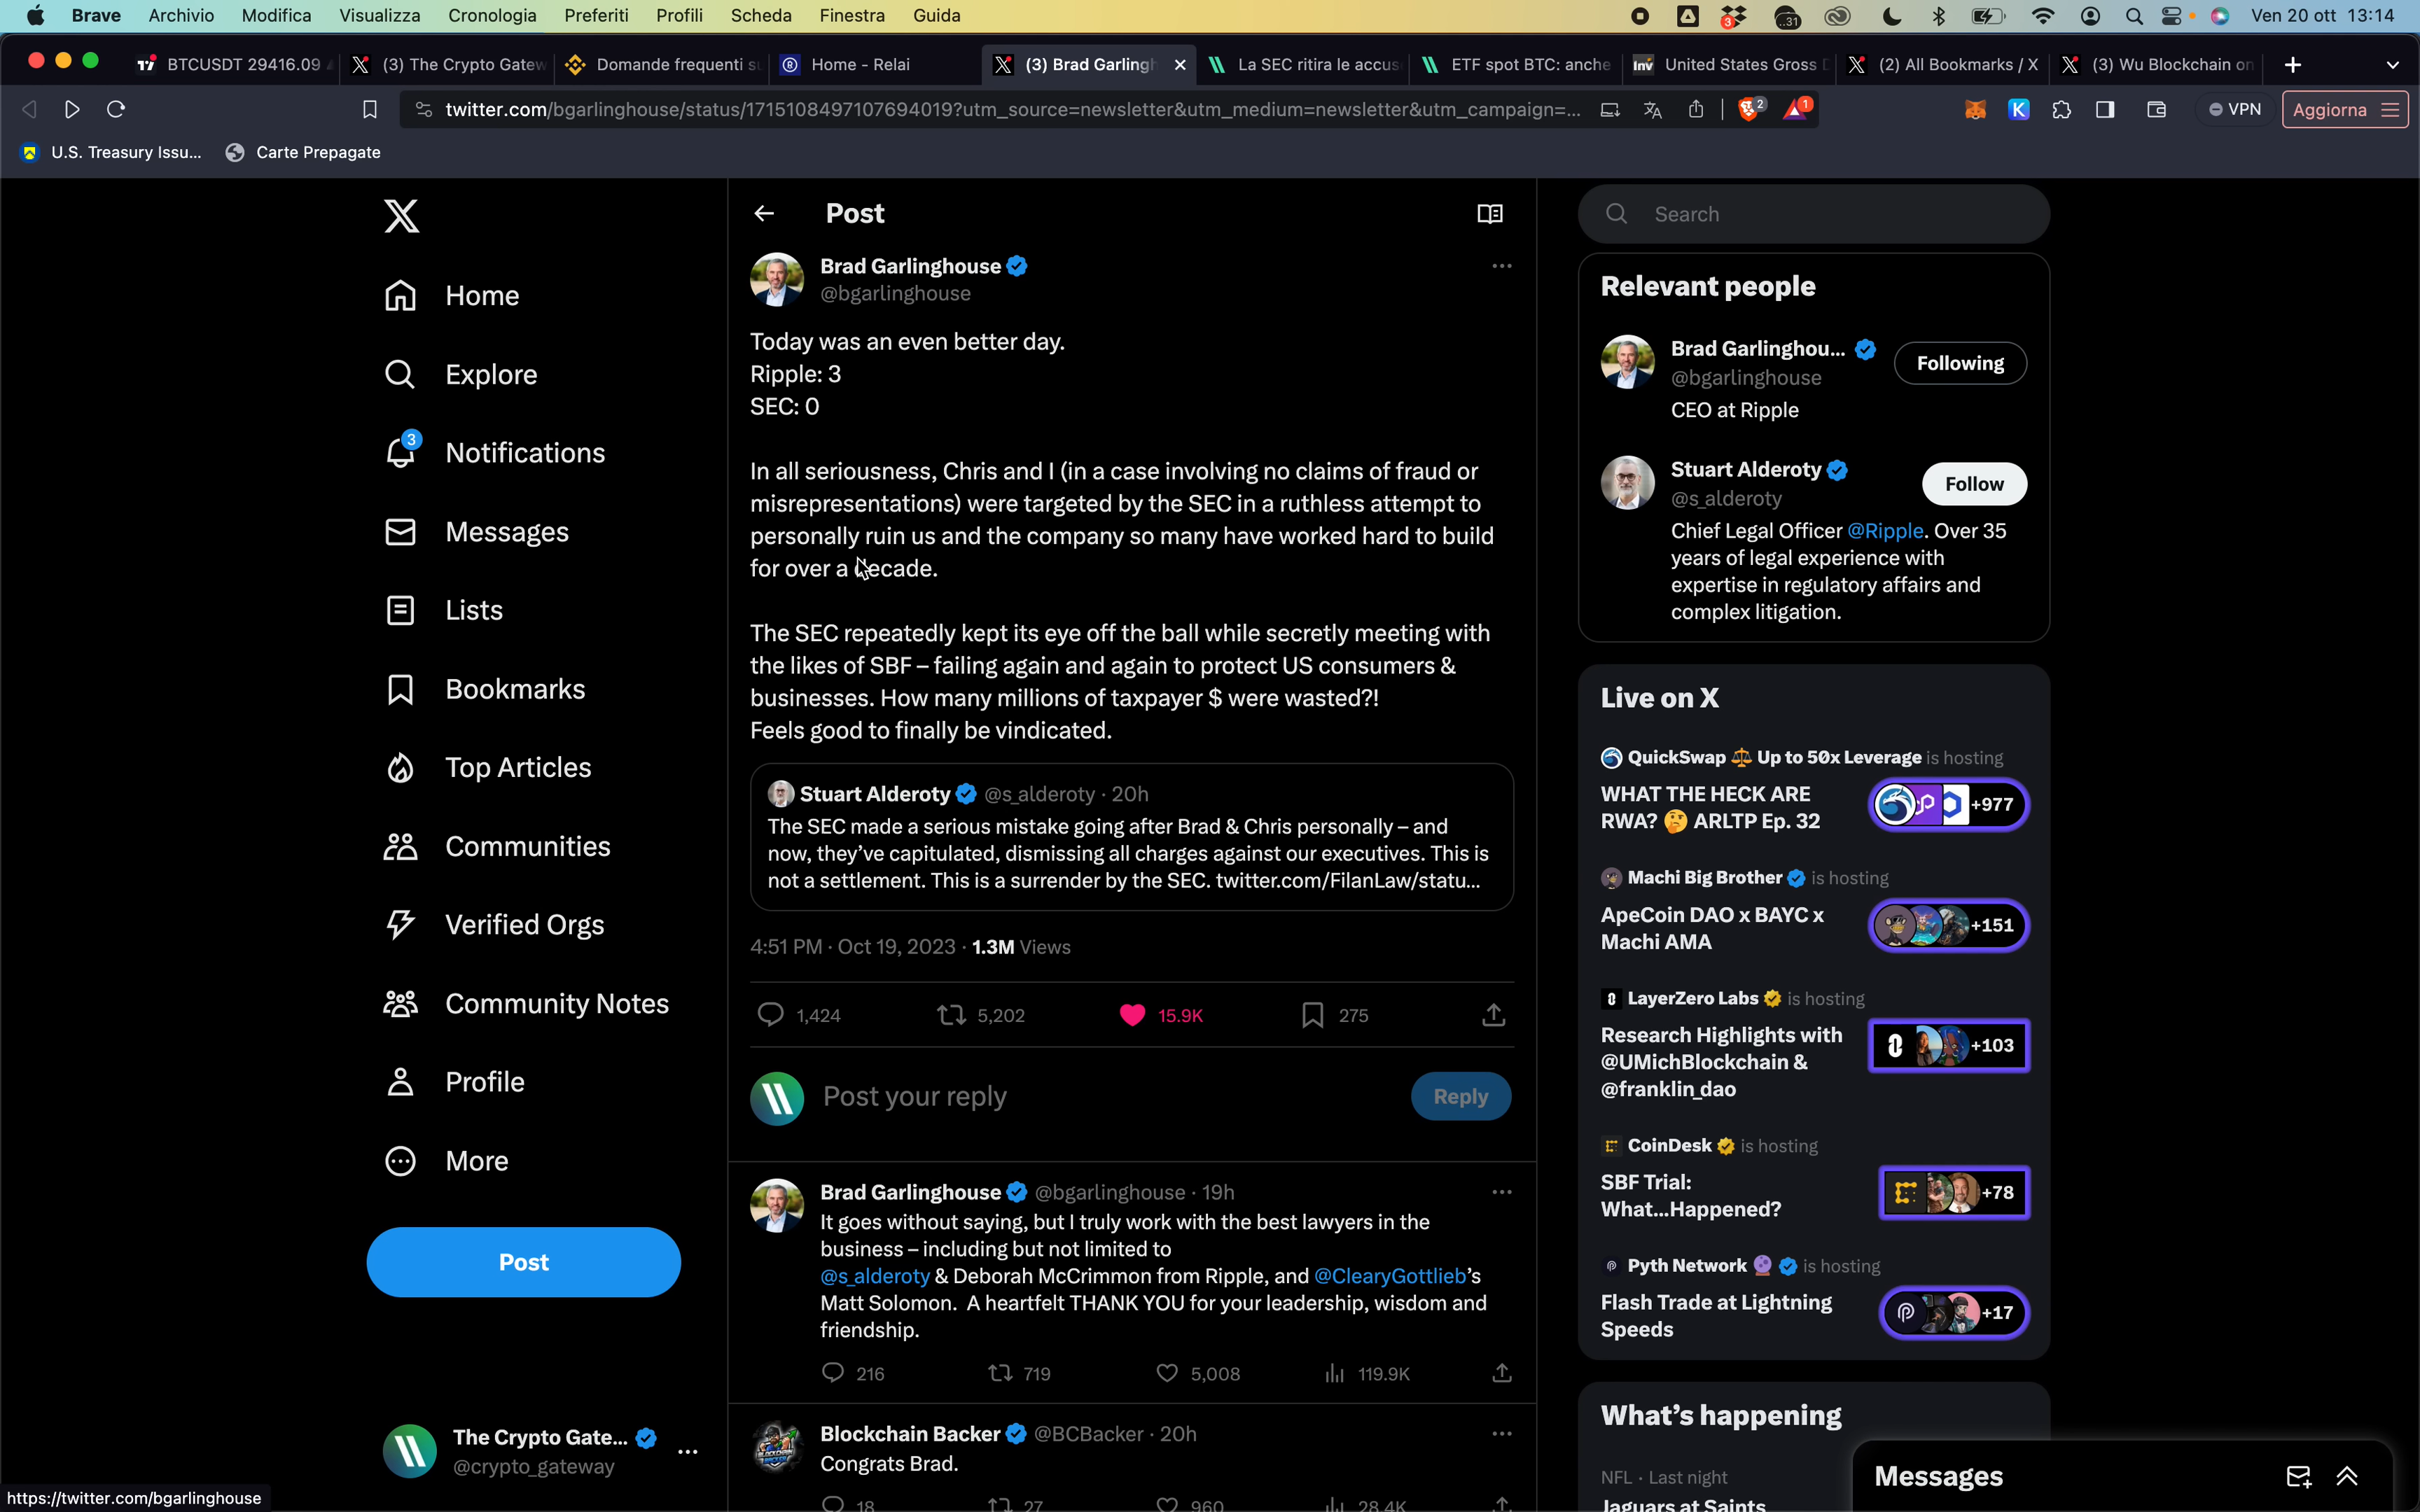 Brave Archivio Modifica Visualizza Cronologia Preferiti Profili Scheda Finestra Guida
3 31 Ven 20 ott 13:14
BTCUSDT 29416.09 (3) The Crypto Gatew Domande frequenti su Home - Relai (3) Brad Garlingh La SEC ritira le accus ETF spot BTC: anche Inv United States Gross D (2) All Bookmarks / X (3) Wu Blockchain on
twitter.com/bgarlinghouse/status/1715108497107694019?utm_source=newsletter&utm_medium=newsletter&utm_campaign=... 2 1 K VPN Aggiorna
U.S. Treasury Issu... Carte Prepagate
Home
Explore
3
Notifications
Messages
Lists
Bookmarks
Top Articles
Communities
Verified Orgs
Community Notes
Profile
More
Post
The Crypto Gate...
@crypto_gateway
https://twitter.com/bgarlinghouse
Post
Brad Garlinghouse
@bgarlinghouse
Today was an even better day.
Ripple: 3
SEC: 0
In all seriousness, Chris and I (in a case involving no claims of fraud or
misrepresentations) were targeted by the SEC in a ruthless attempt to
personally ruin us and the company so many have worked hard to build
for over a decade.
The SEC repeatedly kept its eye off the ball while secretly meeting with
the likes of SBF – failing again and again to protect US consumers &
businesses. How many millions of taxpayer $ were wasted?!
Feels good to finally be vindicated.
Stuart Alderoty @s_alderoty · 20h
The SEC made a serious mistake going after Brad & Chris personally – and
now, they've capitulated, dismissing all charges against our executives. This is
not a settlement. This is a surrender by the SEC. twitter.com/FilanLaw/statu...
4:51 PM · Oct 19, 2023 · 1.3M Views
1,424 5,202 15.9K 275
Post your reply Reply
Brad Garlinghouse @bgarlinghouse · 19h
It goes without saying, but I truly work with the best lawyers in the
business – including but not limited to
@s_alderoty & Deborah McCrimmon from Ripple, and @ClearyGottlieb's
Matt Solomon. A heartfelt THANK YOU for your leadership, wisdom and
friendship.
216 719 5,008 119.9K
Blockchain Backer @BCBacker · 20h
Congrats Brad.
18 27 960 28.4K
Search
Relevant people
Brad Garlinghou...
@bgarlinghouse
Following
CEO at Ripple
Stuart Alderoty
@s_alderoty
Follow
Chief Legal Officer @Ripple. Over 35
years of legal experience with
expertise in regulatory affairs and
complex litigation.
Live on X
QuickSwap Up to 50x Leverage is hosting
WHAT THE HECK ARE
RWA? ARLTP Ep. 32
+977
Machi Big Brother is hosting
ApeCoin DAO x BAYC x
Machi AMA
+151
LayerZero Labs is hosting
Research Highlights with
@UMichBlockchain &
@franklin_dao
+103
CoinDesk is hosting
SBF Trial:
What...Happened?
+78
Pyth Network is hosting
Flash Trade at Lightning
Speeds
+17
What's happening
NFL · Last night
Jaguars at Saints
Messages